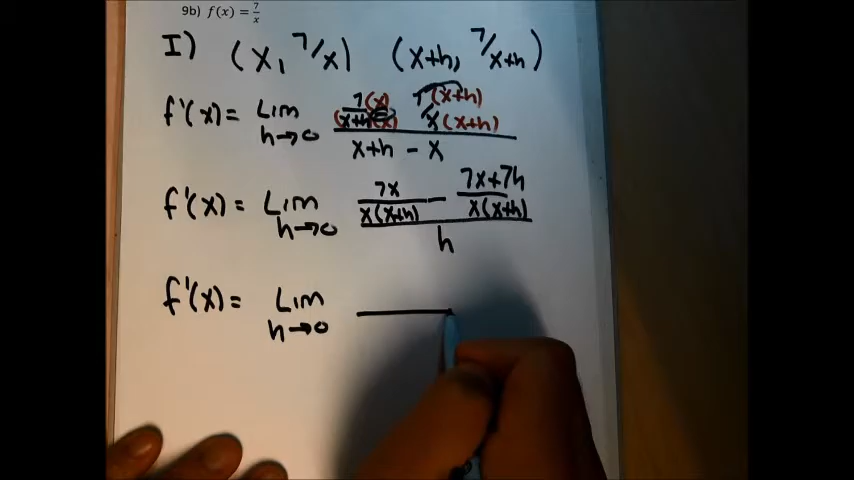 9b) f(x) = 7/x
I) (x, 7/x) (x+h, 7/x+h)
f'(x) = Lim h→0 7(x)/(x+h)(x) 7(x+h)/x(x+h)
x+h - x
f'(x) = Lim h→0 7x/x(x+h) - 7x+7h/x(x+h)
h
f'(x) = Lim h→0